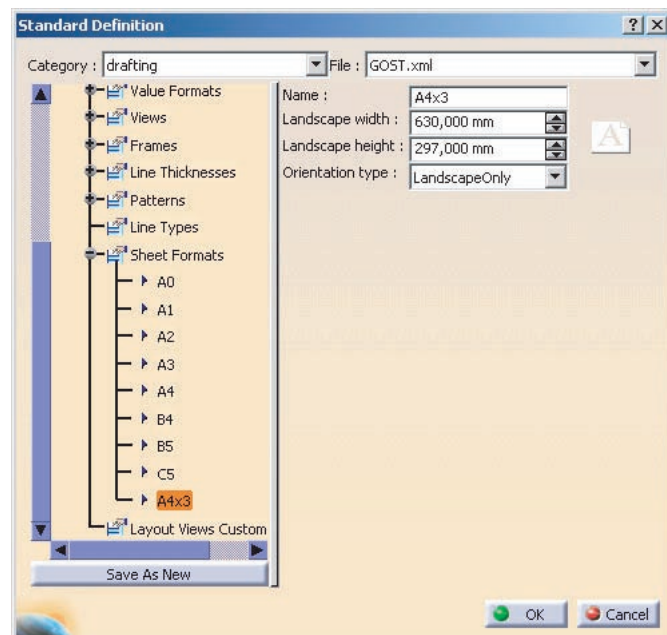 Standard Definition
Category : drafting File : GOST.xml
Value Formats
Views
Frames
Line Thicknesses
Patterns
Line Types
Sheet Formats
A0
A1
A2
A3
A4
B4
B5
C5
A4x3
Layout Views Custom
Save As New
Name : A4x3
Landscape width : 630,000 mm
Landscape height : 297,000 mm
Orientation type : LandscapeOnly
A
OK Cancel